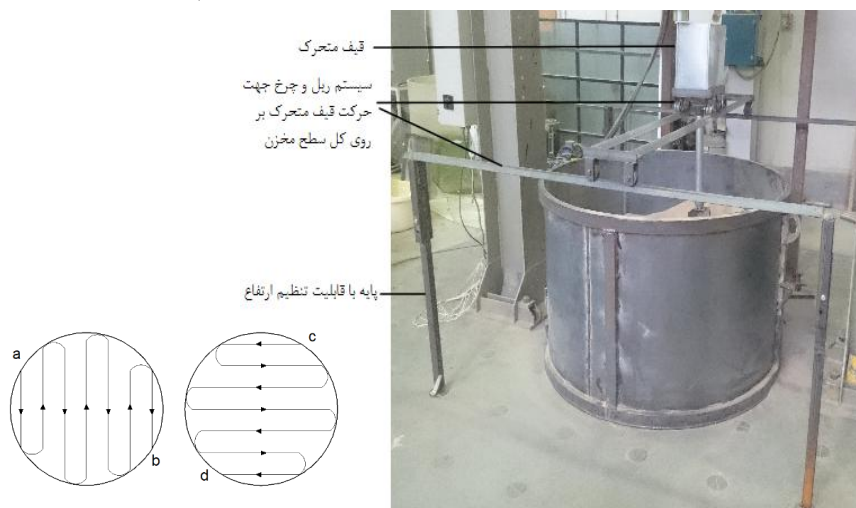 قیف متحرک
سیستم ریل و چرخ جهت
حرکت قیف متحرک بر
روی کل سطح مخزن
پایه با قابلیت تنظیم ارتفاع
a
b
c
d